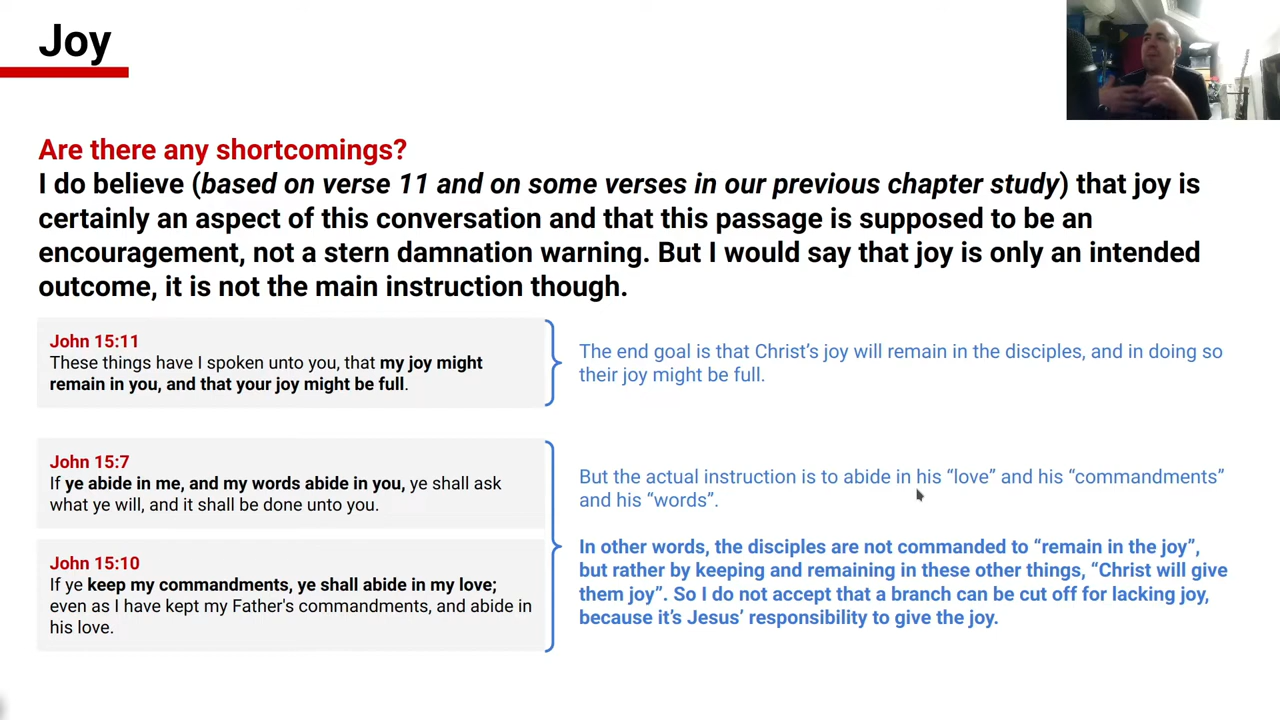 Joy
Are there any shortcomings?
I do believe (based on verse 11 and on some verses in our previous chapter study) that joy is
certainly an aspect of this conversation and that this passage is supposed to be an
encouragement, not a stern damnation warning. But I would say that joy is only an intended
outcome, it is not the main instruction though.
John 15:11
These things have I spoken unto you, that my joy might
remain in you, and that your joy might be full.
The end goal is that Christ’s joy will remain in the disciples, and in doing so
their joy might be full.
John 15:7
If ye abide in me, and my words abide in you, ye shall ask
what ye will, and it shall be done unto you.
John 15:10
If ye keep my commandments, ye shall abide in my love;
even as I have kept my Father's commandments, and abide in
his love.
But the actual instruction is to abide in his “love” and his “commandments”
and his “words”.
In other words, the disciples are not commanded to “remain in the joy”,
but rather by keeping and remaining in these other things, “Christ will give
them joy”. So I do not accept that a branch can be cut off for lacking joy,
because it’s Jesus’ responsibility to give the joy.